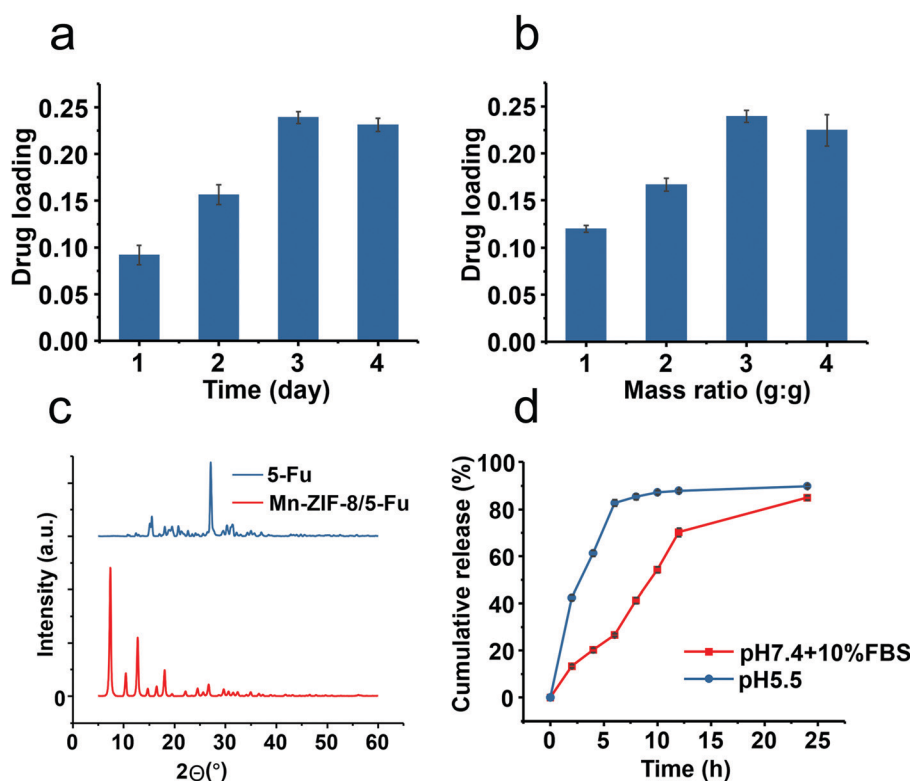 a
Drug loading
0.25
0.20
0.15
0.10
0.05
0.00
1 2 3 4
Time (day)
b
Drug loading
0.25
0.20
0.15
0.10
0.05
0.00
1 2 3 4
Mass ratio (g:g)
c
5-Fu
Mn-ZIF-8/5-Fu
Intensity (a.u.)
0
0 10 20 30 40 50 60
2Θ(°)
d
Cumulative release (%)
100
80
60
40
20
0
pH7.4+10%FBS
pH5.5
0 5 10 15 20 25
Time (h)